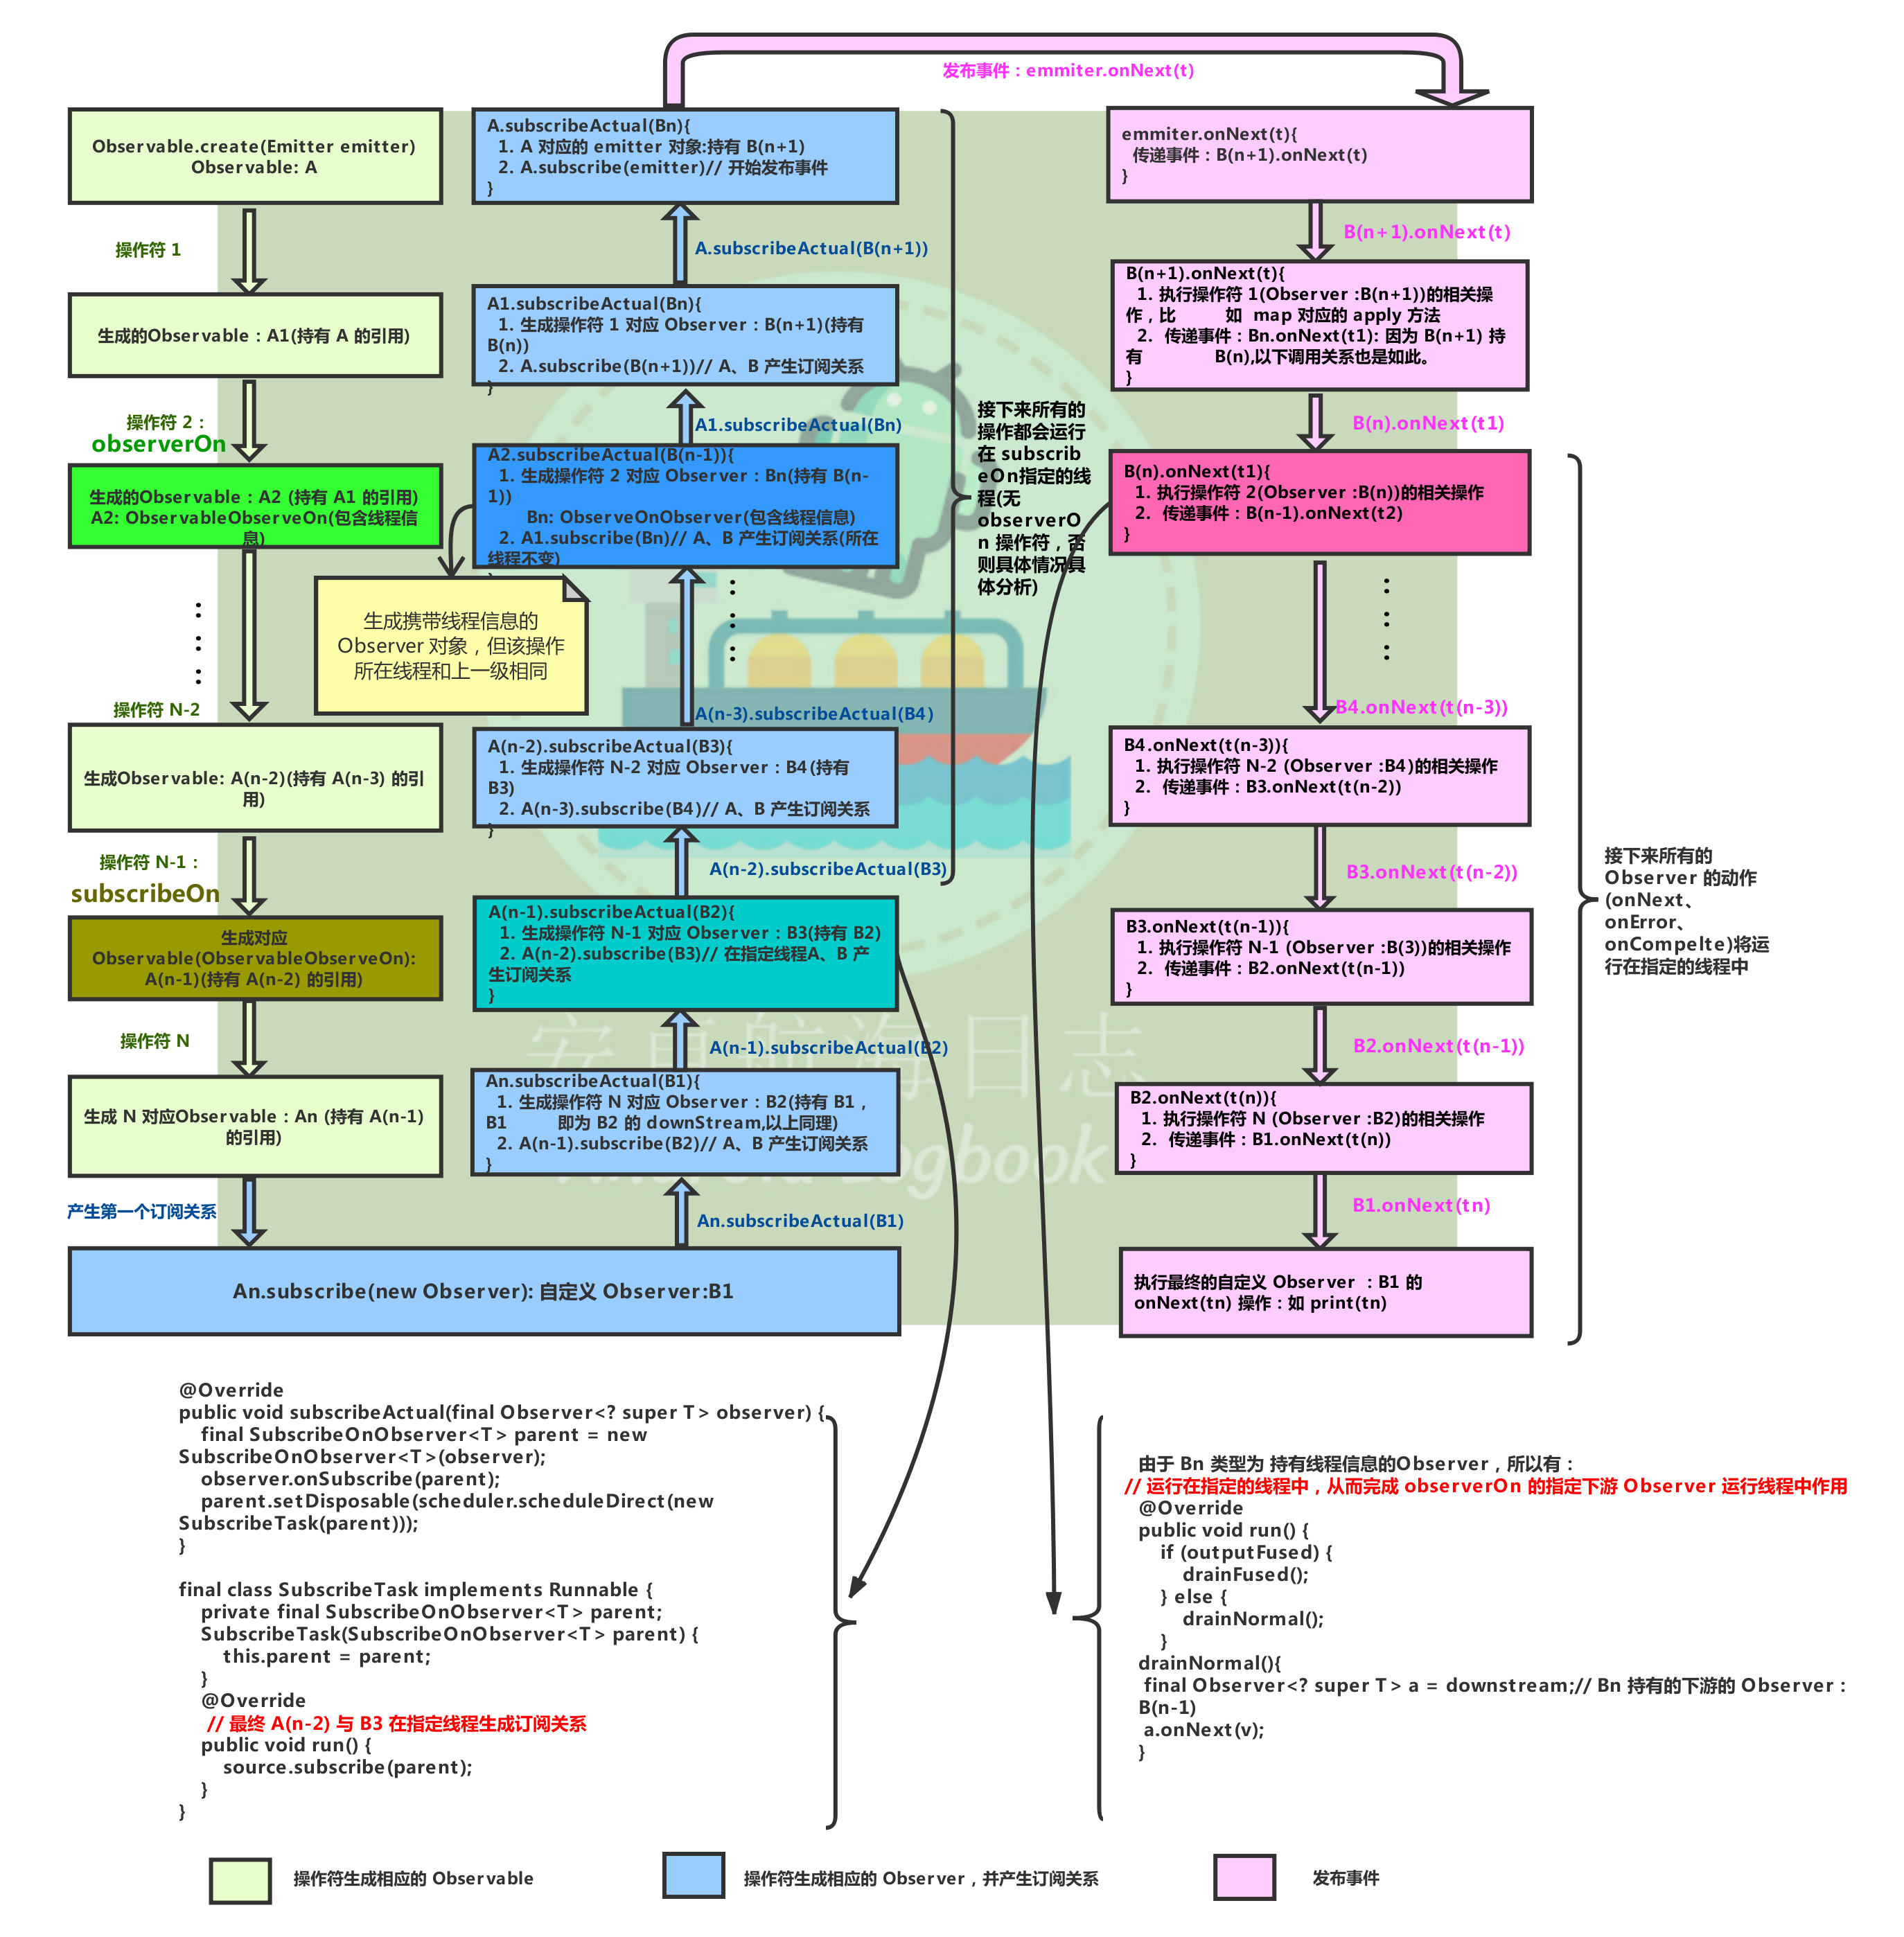 发布事件：emmiter.onNext(t)
Observable.create(Emitter emitter)
Observable: A
操作符 1
生成的Observable：A1(持有 A 的引用)
操作符 2：
observerOn
生成的Observable：A2 (持有 A1 的引用)
A2: ObservableObserveOn(包含线程信
息)
操作符 N-2
生成Observable: A(n-2)(持有 A(n-3) 的引
用)
操作符 N-1：
subscribeOn
生成对应
Observable(ObservableObserveOn):
A(n-1)(持有 A(n-2) 的引用)
操作符 N
生成 N 对应Observable：An (持有 A(n-1)
的引用)
产生第一个订阅关系
An.subscribe(new Observer): 自定义 Observer:B1
A.subscribeActual(Bn){
1. A 对应的 emitter 对象:持有 B(n+1)
2. A.subscribe(emitter)// 开始发布事件
}
A.subscribeActual(B(n+1))
A1.subscribeActual(Bn){
1. 生成操作符 1 对应 Observer：B(n+1)(持有
B(n))
2. A.subscribe(B(n+1))// A、B 产生订阅关系
}
A1.subscribeActual(Bn)
A2.subscribeActual(B(n-1)){
1. 生成操作符 2 对应 Observer：Bn(持有 B(n-
1))
Bn: ObserveOnObserver(包含线程信息)
2. A1.subscribe(Bn)// A、B 产生订阅关系(所在
线程不变)
}
生成携带线程信息的
Observer 对象，但该操作
所在线程和上一级相同
A(n-3).subscribeActual(B4)
A(n-2).subscribeActual(B3){
1. 生成操作符 N-2 对应 Observer：B4(持有
B3)
2. A(n-3).subscribe(B4)// A、B 产生订阅关系
}
A(n-2).subscribeActual(B3)
A(n-1).subscribeActual(B2){
1. 生成操作符 N-1 对应 Observer：B3(持有 B2)
2. A(n-2).subscribe(B3)// 在指定线程A、B 产
生订阅关系
}
A(n-1).subscribeActual(B2)
An.subscribeActual(B1){
1. 生成操作符 N 对应 Observer：B2(持有 B1，
B1 即为 B2 的 downStream,以上同理)
2. A(n-1).subscribe(B2)// A、B 产生订阅关系
}
An.subscribeActual(B1)
接下来所有的
操作都会运行
在 subscrib
eOn指定的线
程(无
observerO
n 操作符，否
则具体情况具
体分析)
安卓航海日志
Android Logbook
emmiter.onNext(t){
传递事件：B(n+1).onNext(t)
}
B(n+1).onNext(t)
B(n+1).onNext(t){
1. 执行操作符 1(Observer :B(n+1))的相关操
作，比 如 map 对应的 apply 方法
2. 传递事件：Bn.onNext(t1): 因为 B(n+1) 持
有 B(n),以下调用关系也是如此。
}
B(n).onNext(t1)
B(n).onNext(t1){
1. 执行操作符 2(Observer :B(n))的相关操作
2. 传递事件：B(n-1).onNext(t2)
}
B4.onNext(t(n-3))
B4.onNext(t(n-3)){
1. 执行操作符 N-2 (Observer :B4)的相关操作
2. 传递事件：B3.onNext(t(n-2))
}
B3.onNext(t(n-2))
B3.onNext(t(n-1)){
1. 执行操作符 N-1 (Observer :B(3))的相关操作
2. 传递事件：B2.onNext(t(n-1))
}
B2.onNext(t(n-1))
B2.onNext(t(n)){
1. 执行操作符 N (Observer :B2)的相关操作
2. 传递事件：B1.onNext(t(n))
}
B1.onNext(tn)
执行最终的自定义 Observer ：B1 的
onNext(tn) 操作：如 print(tn)
接下来所有的
Observer 的动作
(onNext、
onError、
onCompelte)将运
行在指定的线程中
@Override
public void subscribeActual(final Observer<? super T> observer) {
final SubscribeOnObserver<T> parent = new
SubscribeOnObserver<T>(observer);
observer.onSubscribe(parent);
parent.setDisposable(scheduler.scheduleDirect(new
SubscribeTask(parent)));
}
final class SubscribeTask implements Runnable {
private final SubscribeOnObserver<T> parent;
SubscribeTask(SubscribeOnObserver<T> parent) {
this.parent = parent;
}
@Override
// 最终 A(n-2) 与 B3 在指定线程生成订阅关系
public void run() {
source.subscribe(parent);
}
}
由于 Bn 类型为 持有线程信息的Observer，所以有：
// 运行在指定的线程中，从而完成 observerOn 的指定下游 Observer 运行线程中作用
@Override
public void run() {
if (outputFused) {
drainFused();
} else {
drainNormal();
}
drainNormal(){
final Observer<? super T> a = downstream;// Bn 持有的下游的 Observer：
B(n-1)
a.onNext(v);
}
操作符生成相应的 Observable
操作符生成相应的 Observer，并产生订阅关系
发布事件